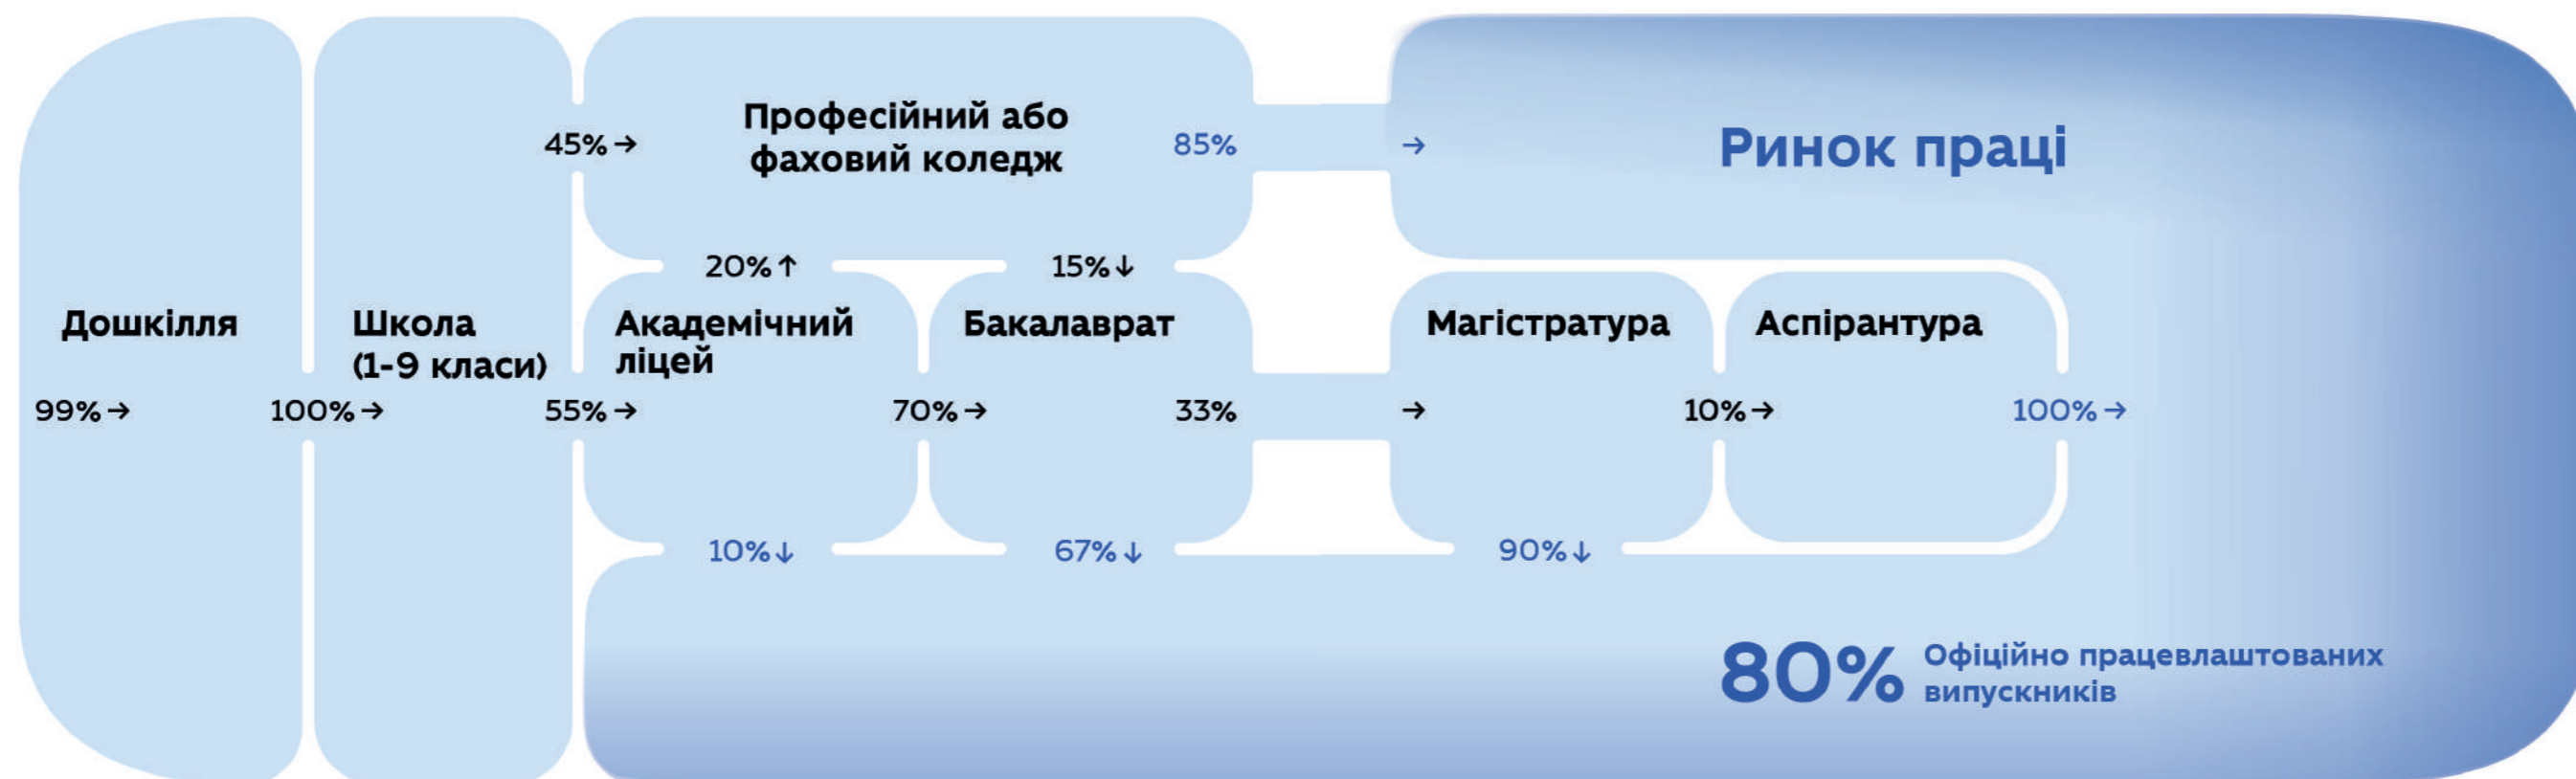 Професійний або
фаховий коледж
45% →
85%
→
Ринок праці
20% ↑
15% ↓
Дошкілля
Школа
(1-9 класи)
Академічний
ліцей
Бакалаврат
Магістратура
Аспірантура
99% →
100% →
55% →
70% →
33%
→
10% →
100% →
10% ↓
67% ↓
90% ↓
80%
Офіційно працевлаштованих
випускників